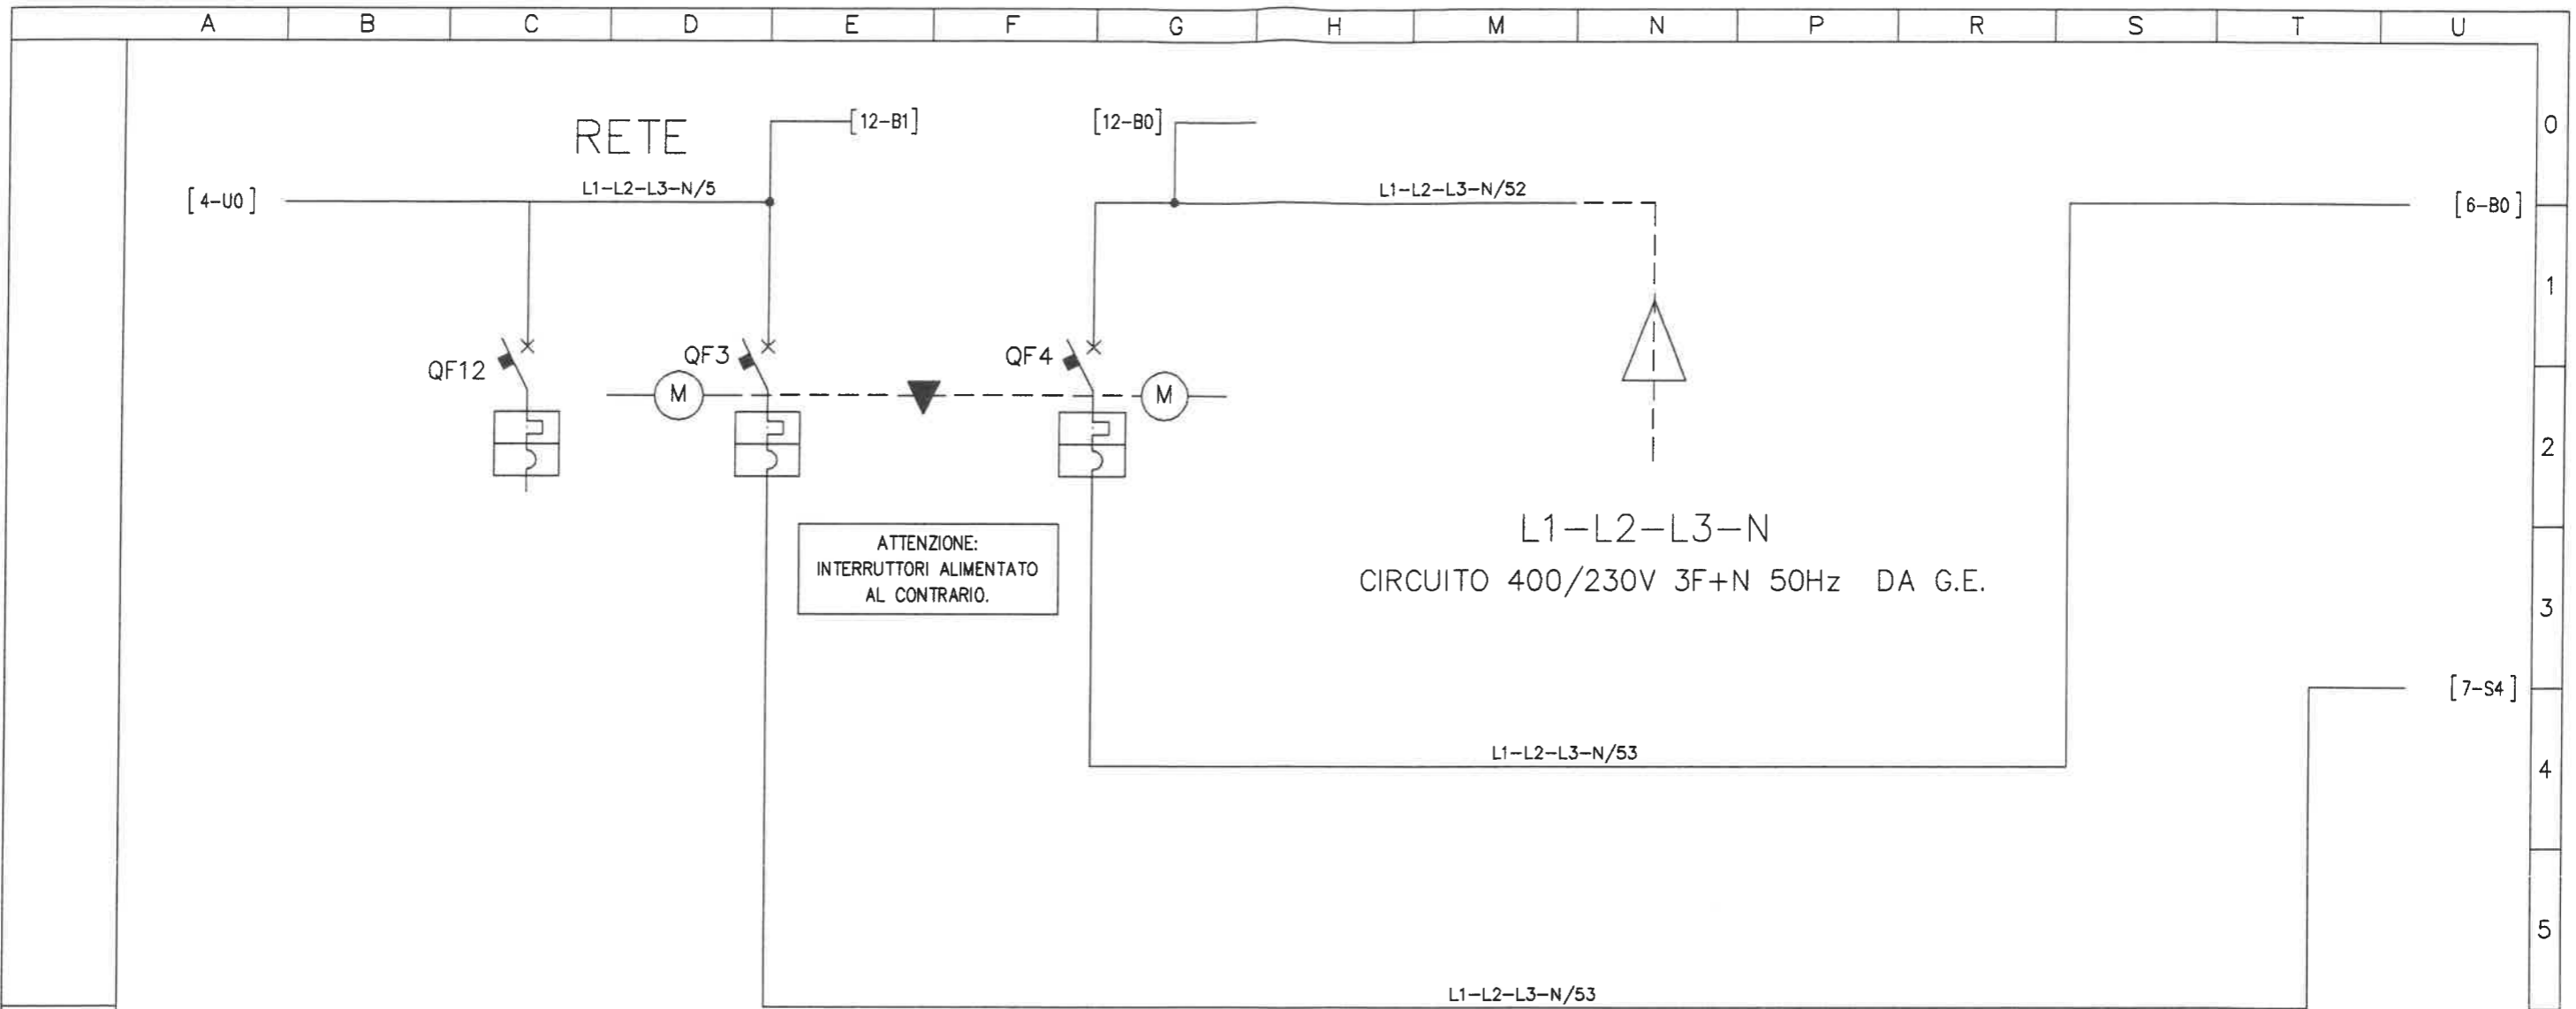 A B C D E F G H M N P R S T U
RETE
[12-B1]
[12-B0]
0
[4-U0]
L1-L2-L3-N/5
L1-L2-L3-N/52
[6-B0]
1
QF12
QF3
QF4
M
M
2
ATTENZIONE:
INTERRUTTORI ALIMENTATO
AL CONTRARIO.
L1-L2-L3-N
CIRCUITO 400/230V 3F+N 50Hz DA G.E.
3
[7-S4]
L1-L2-L3-N/53
4
5
L1-L2-L3-N/53